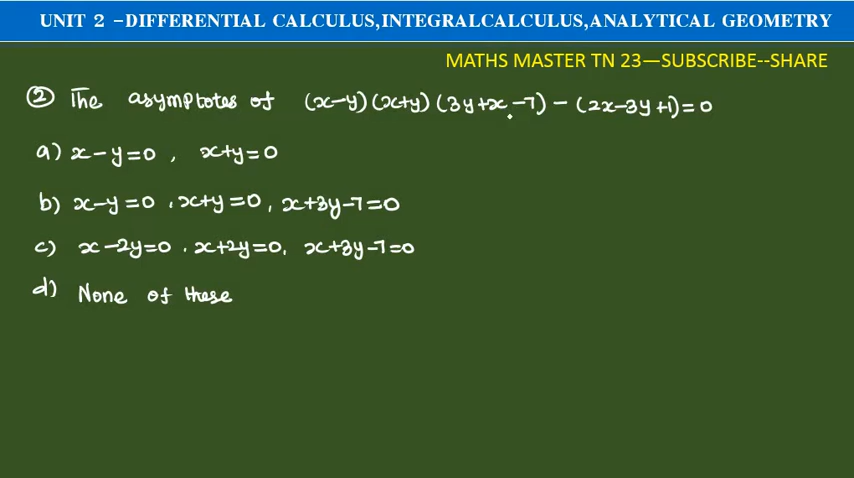 UNIT 2 –DIFFERENTIAL CALCULUS,INTEGRALCALCULUS,ANALYTICAL GEOMETRY
MATHS MASTER TN 23—SUBSCRIBE--SHARE
② The asymptotes of (x-y)(x+y)(3y+x-7) - (2x-3y+1)=0
a) x-y=0, x+y=0
b) x-y=0, x+y=0, x+3y-7=0
c) x-2y=0, x+2y=0, x+3y-7=0
d) None of these